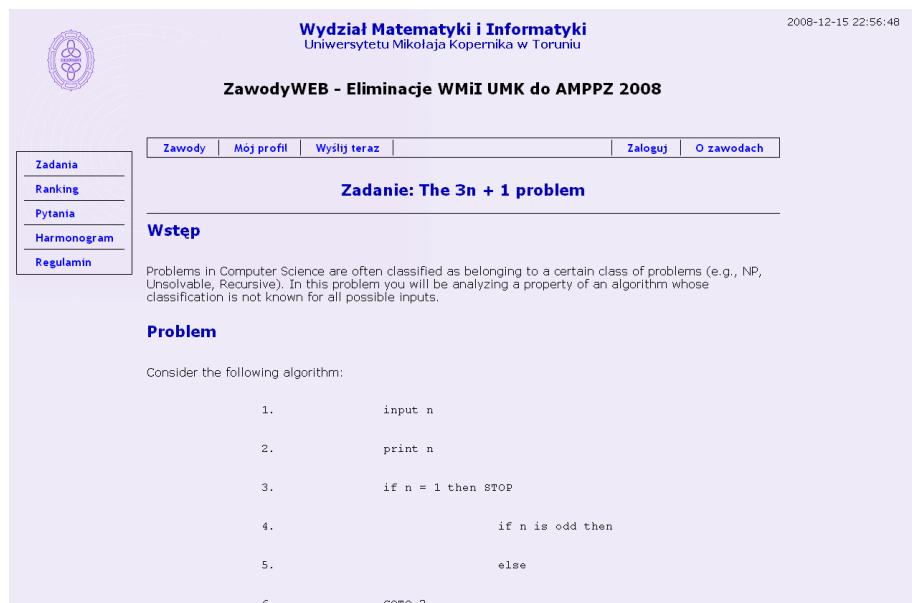 2008-12-15 22:56:48
Wydział Matematyki i Informatyki
Uniwersytetu Mikołaja Kopernika w Toruniu
ZawodyWEB - Eliminacje WMiI UMK do AMPPZ 2008
Zawody Mój profil Wyślij teraz Zaloguj O zawodach
Zadania
Ranking
Pytania
Harmonogram
Regulamin
Zadanie: The 3n + 1 problem
Wstęp
Problems in Computer Science are often classified as belonging to a certain class of problems (e.g., NP,
Unsolvable, Recursive). In this problem you will be analyzing a property of an algorithm whose
classification is not known for all possible inputs.
Problem
Consider the following algorithm:
1. input n
2. print n
3. if n = 1 then STOP
4. if n is odd then
5. else